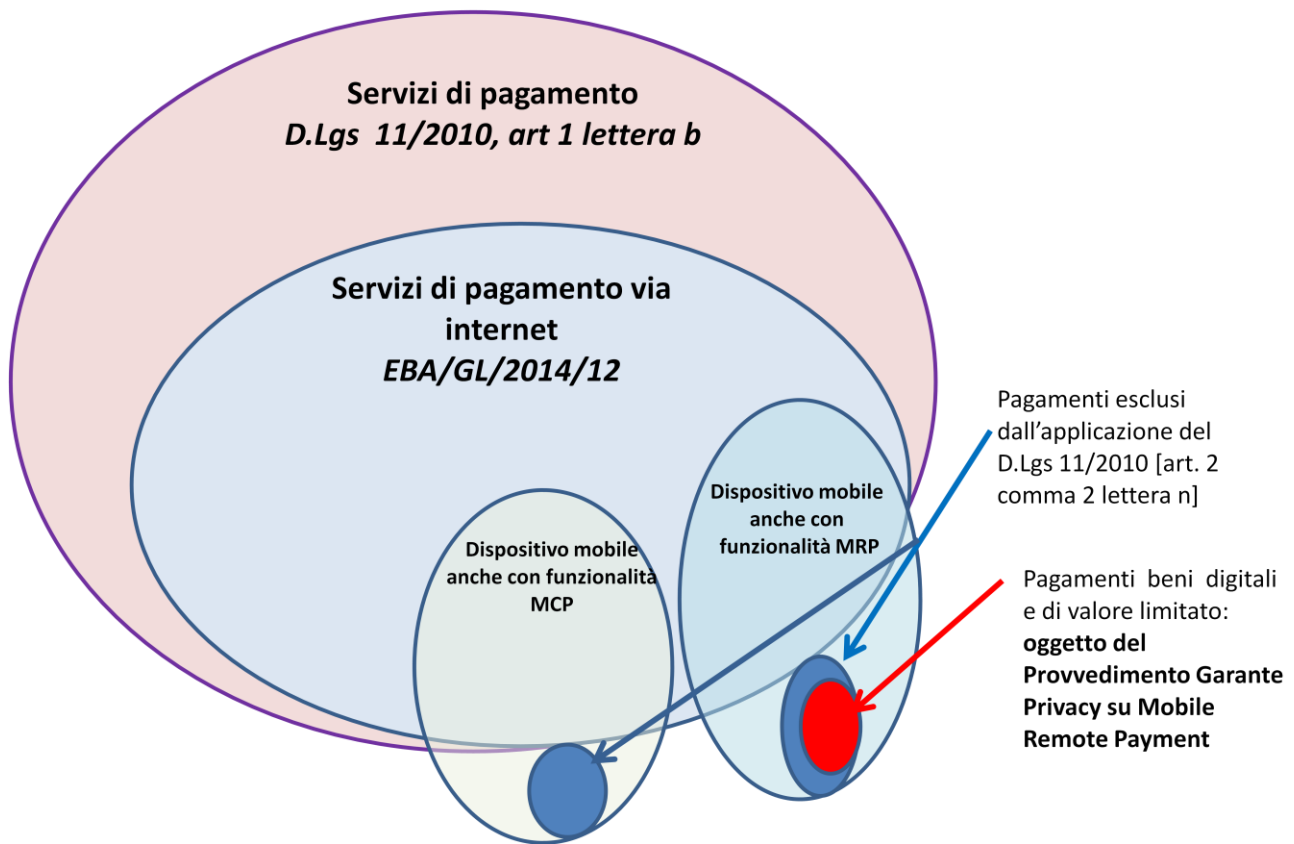 Servizi di pagamento
D.Lgs 11/2010, art 1 lettera b
Servizi di pagamento via
internet
EBA/GL/2014/12
Dispositivo mobile
anche con funzionalità
MCP
Dispositivo mobile
anche con
funzionalità MRP
Pagamenti esclusi
dall'applicazione del
D.Lgs 11/2010 [art. 2
comma 2 lettera n]
Pagamenti beni digitali
e di valore limitato:
oggetto del
Provvedimento Garante
Privacy su Mobile
Remote Payment